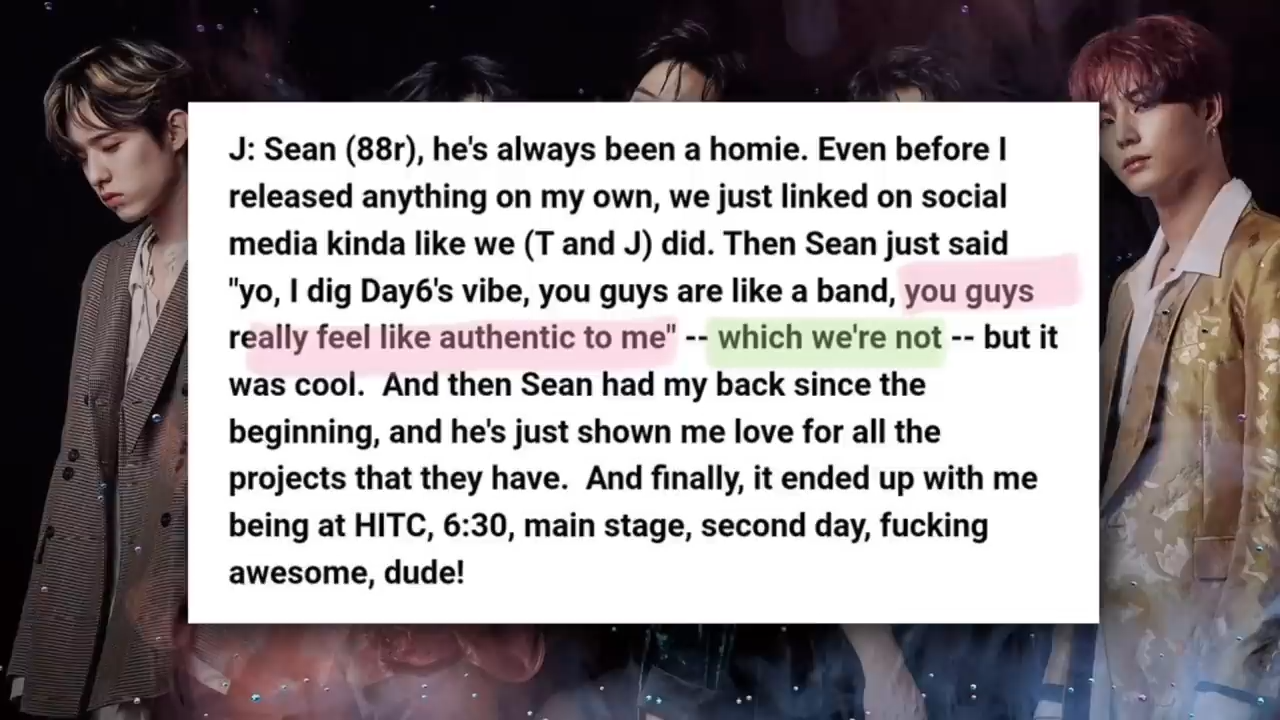 J: Sean (88r), he's always been a homie. Even before I
released anything on my own, we just linked on social
media kinda like we (T and J) did. Then Sean just said
"yo, I dig Day6's vibe, you guys are like a band, you guys
really feel like authentic to me" -- which we're not -- but it
was cool.  And then Sean had my back since the
beginning, and he's just shown me love for all the
projects that they have.  And finally, it ended up with me
being at HITC, 6:30, main stage, second day, fucking
awesome, dude!